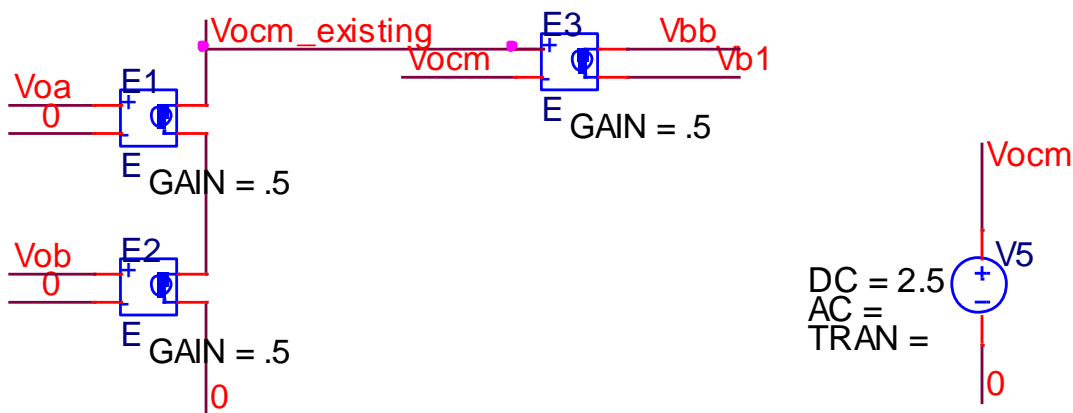 Vocm_existing
E3
Vbb
Vocm
Vb1
+
-
E
GAIN = .5
Voa
0
E1
+
-
E
GAIN = .5
Vob
0
E2
+
-
E
GAIN = .5
0
Vocm
V5
+
−
DC = 2.5
AC =
TRAN =
0